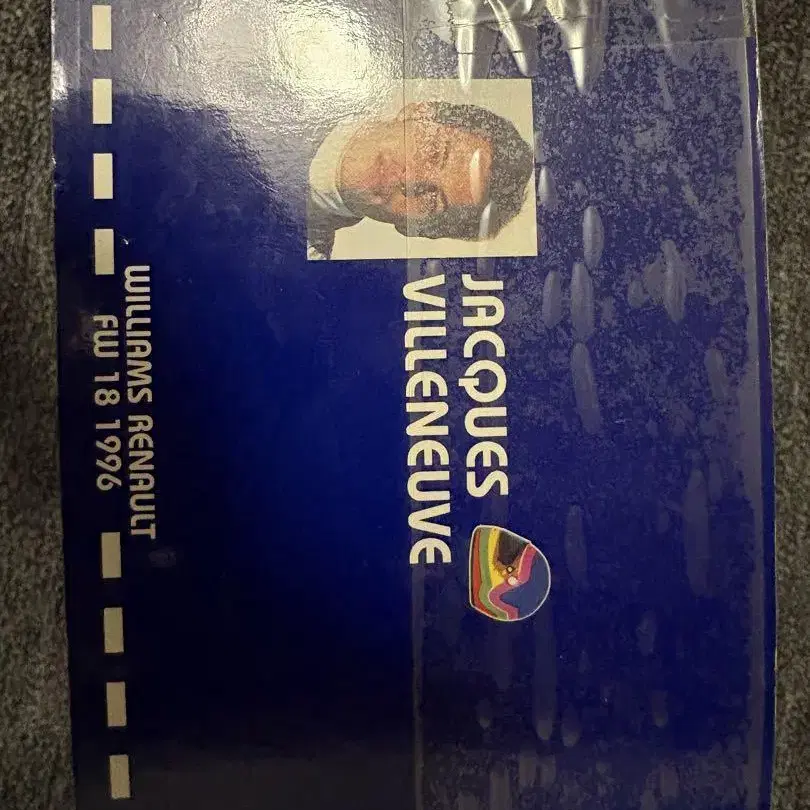 JACQUES
VILLENEUVE
WILLIAMS RENAULT
FW 18 1996